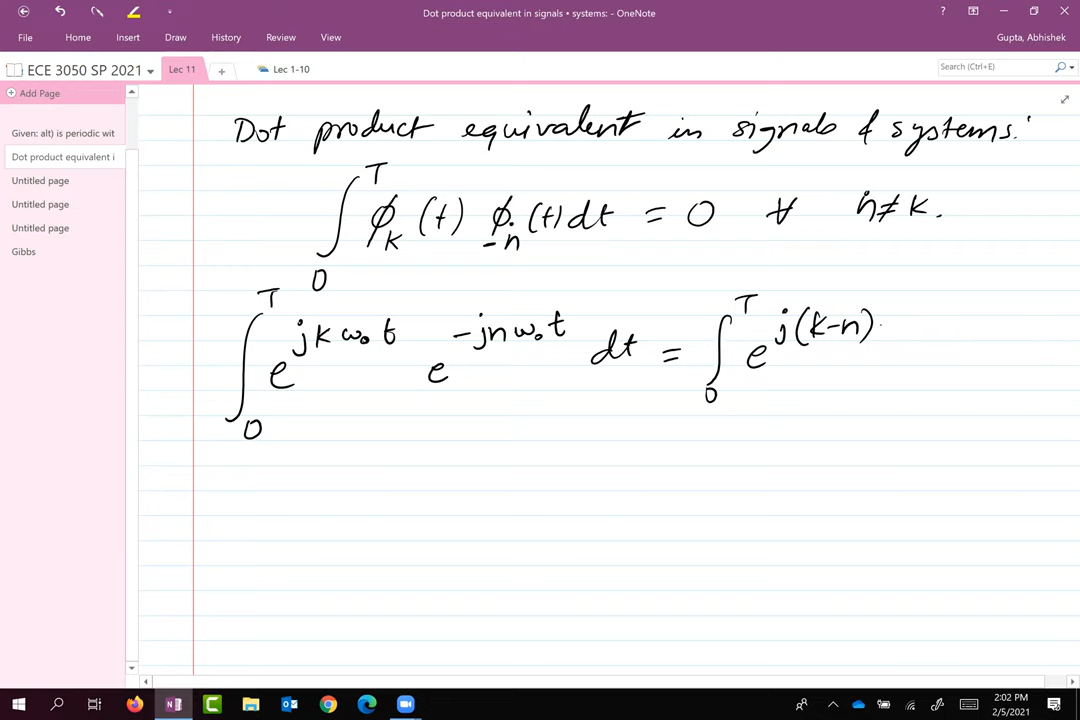 Dot product equivalent in signals • systems: - OneNote
File Home Insert Draw History Review View
Gupta, Abhishek
ECE 3050 SP 2021
Lec 11
Lec 1-10
Search (Ctrl+E)
Add Page
Given: alt) is periodic wit
Dot product equivalent i
Untitled page
Untitled page
Untitled page
Gibbs
Dot product equivalent in signals & systems:
∫₀ᵀ ϕ_k (t) ϕ_-n (t) dt = 0 ∀ n ≠ k.
∫₀ᵀ e^{jkω₀t} e^{-jnω₀t} dt = ∫₀ᵀ e^{j(k-n)}
2:02 PM
2/5/2021